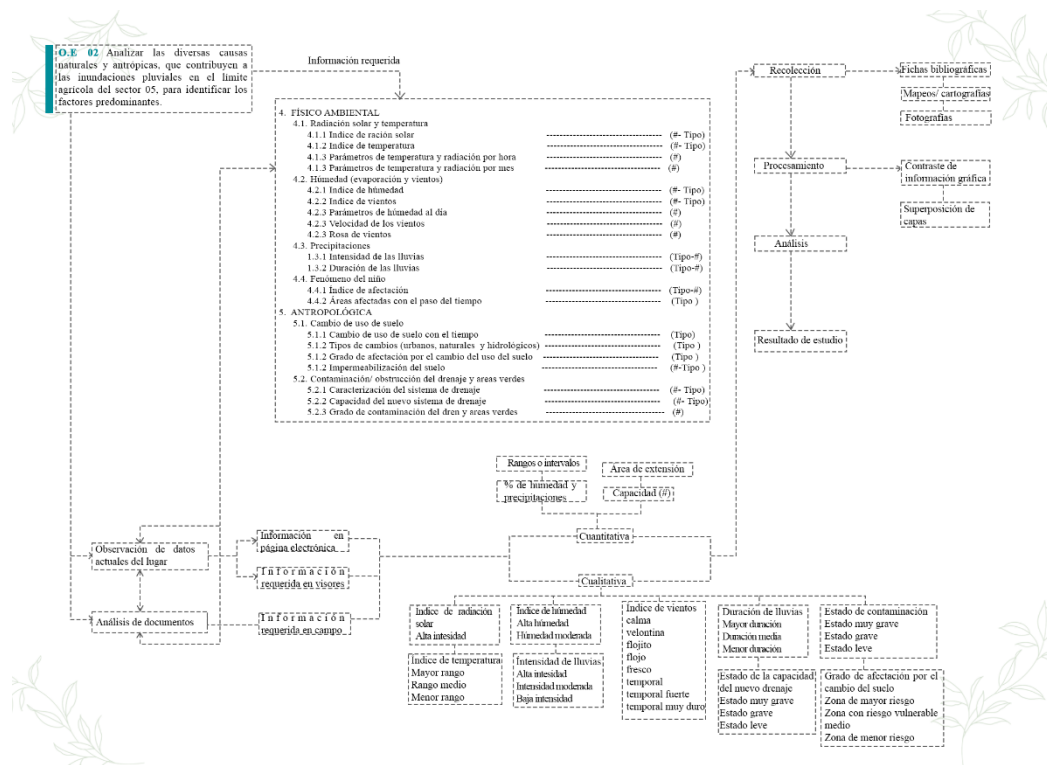 O.E 02 Analizar las diversas causas
naturales y antrópicas, que contribuyen a
las inundaciones pluviales en el límite
agrícola del sector 05, para identificar los
factores predominantes.
Información requerida
4. FÍSICO AMBIENTAL
4.1. Radiación solar y temperatura
4.1.1 Indice de ración solar ------------------------------ (#- Tipo)
4.1.2 Indice de temperatura ------------------------------ (#- Tipo)
4.1.3 Parámetros de temperatura y radiación por hora ------------------------------ (#)
4.1.3 Parámetros de temperatura y radiación por mes ------------------------------ (#)
4.2. Húmedad (evaporación y vientos)
4.2.1 Indice de húmedad ------------------------------ (#- Tipo)
4.2.2 Indice de vientos ------------------------------ (#- Tipo)
4.2.3 Parámetros de húmedad al día ------------------------------ (#)
4.2.3 Velocidad de los vientos ------------------------------ (#)
4.2.3 Rosa de vientos ------------------------------ (#)
4.3. Precipitaciones
1.3.1 Intensidad de las lluvias ------------------------------ (Tipo-#)
1.3.2 Duración de las lluvias ------------------------------ (Tipo-#)
4.4. Fenómeno del niño
4.4.1 Indice de afectación ------------------------------ (Tipo-#)
4.4.2 Áreas afectadas con el paso del tiempo ------------------------------ (Tipo )
5. ANTROPOLÓGICA
5.1. Cambio de uso de suelo
5.1.1 Cambio de uso de suelo con el tiempo ------------------------------ (Tipo)
5.1.2 Tipos de cambios (urbanos, naturales y hidrológicos) ------------------------------ (Tipo )
5.1.2 Grado de afectación por el cambio del uso del suelo ------------------------------ (Tipo )
5.1.2 Impermeabilización del suelo ------------------------------ (#-Tipo )
5.2. Contaminación/ obstrucción del drenaje y areas verdes
5.2.1 Caracterización del sistema de drenaje ------------------------------ (#- Tipo)
5.2.2 Capacidad del nuevo sistema de drenaje ------------------------------ (#- Tipo)
5.2.3 Grado de contaminación del dren y areas verdes ------------------------------ (#)
Recolección
Fichas bibliográficas
Mapeos/ cartografías
Fotografías
Procesamiento
Contraste de
información gráfica
Superposición de
capas
Análisis
Resultado de estudio
Observación de datos
actuales del lugar
Análisis de documentos
Información en
página electrónica
Información
requerida en visores
Información
requerida en campo
Rangos o intervalos
% de humedad y
precipitaciones
Area de extensión
Capacidad (#)
Cuantitativa
Cualitativa
Indice de radiación
solar
Alta intesidad
Indice de temperatura
Mayor rango
Rango medio
Menor rango
Indice de húmedad
Alta húmedad
Húmedad moderada
Intensidad de lluvias
Alta intesidad
Intensidad moderada
Baja intensidad
Índice de vientos
calma
velontina
flojito
flojo
fresco
temporal
temporal fuerte
temporal muy duro
Duración de lluvias
Mayor duración
Duración media
Menor duración
Estado de la capacidad
del nuevo drenaje
Estado muy grave
Estado grave
Estado leve
Estado de contaminación
Estado muy grave
Estado grave
Estado leve
Grado de afectación por el
cambio del suelo
Zona de mayor riesgo
Zona con riesgo vulnerable
medio
Zona de menor riesgo